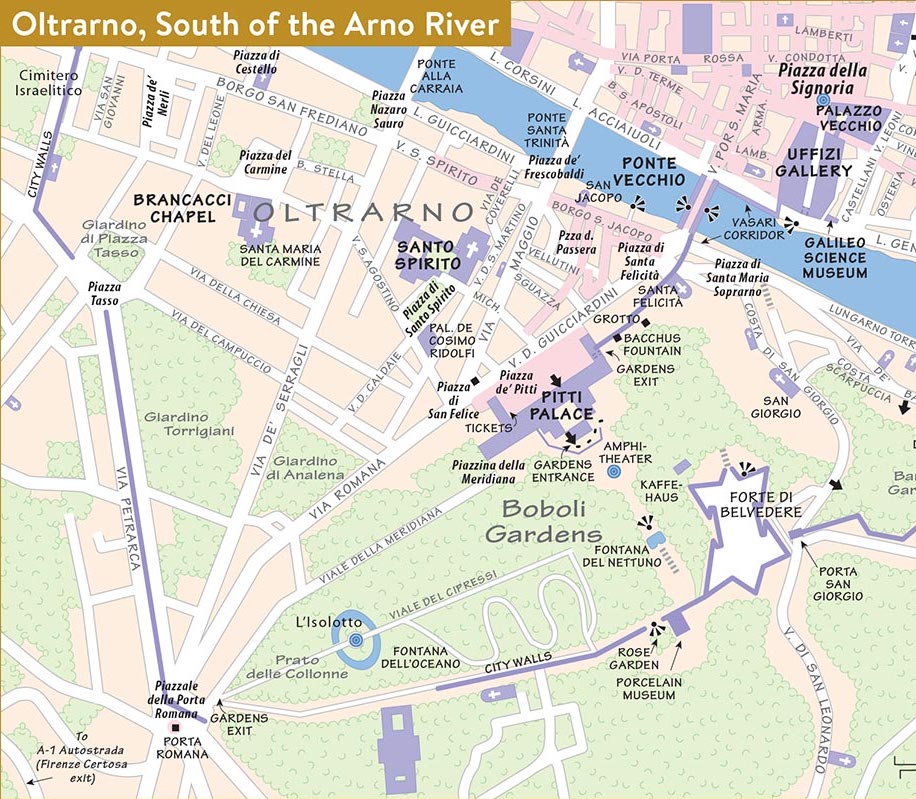 Oltrarno, South of the Arno River
Cimitero
Israelitico
VIA SAN
GIOVANNI
Piazza de'
Nerli
Piazza di
Cestello
V. DEL LEONE
BORGO SAN FREDIANO
Piazza
Nazaro
Sauro
PONTE
ALLA
CARRAIA
L. CORSINI
L. GUICCIARDINI
L. ACCIAIUOLI
VIA PORTA ROSSA
V. D. TERME
B. S. APOSTOLI
LAMBERTI
V. CONDOTTA
Piazza della
Signoria
PALAZZO
VECCHIO
V. POR S. MARIA
ARMA.
LAMB.
UFFIZI
GALLERY
CASTELLANI
V. LEONI
VIN
OSTERIA
CITY WALLS
Piazza del
Carmine
B. STELLA
V. S. SPIRITO
PONTE
SANTA
TRINITÀ
Piazza de'
Frescobaldi
PONTE
VECCHIO
SAN
JACOPO
BORGO S. JACOPO
VASARI
CORRIDOR
GALILEO
SCIENCE
MUSEUM
L. GEN
BRANCACCI
CHAPEL
OLTRARNO
SANTA MARIA
DEL CARMINE
SANTO
SPIRITO
VIA DE'
COVERELLI
V. D. S. MARTINO
VIA MAGGIO
Pzza d.
Passera
VELLUTINI
SGUAZZA
MICH.
Piazza di
Santa
Felicità
SANTA
FELICITA
Piazza di
Santa Maria
Soprarno
Giardino
di Piazza
Tasso
Piazza
Tasso
VIA DELLA CHIESA
V. S. AGOSTINO
Piazza di
Santo Spirito
PAL. DE
COSIMO
RIDOLFI
VIA DEL CAMPUCCIO
VIA DE' SERRAGLI
V. D. CALDAIE
V. D. GUICCIARDINI
GROTTO
BACCHUS
FOUNTAIN
GARDENS
EXIT
COSTA DI SAN GIORGIO
LUNGARNO TORR
VIA
COSTA DE'
SCARPUCCIA
BA
SAN
GIORGIO
Piazza
di
San Felice
Piazza
de' Pitti
PITTI
PALACE
TICKETS
Giardino
Torrigiani
Giardino
di Analena
VIA ROMANA
Piazzina della
Meridiana
GARDENS
ENTRANCE
AMPHI-
THEATER
KAFFE-
HAUS
FORTE DI
BELVEDERE
Bar
Gar
VIA PETRARCA
Boboli
Gardens
VIALE DELLA MERIDIANA
FONTANA
DEL NETTUNO
PORTA
SAN
GIORGIO
VIALE DEL CIPRESSI
L'Isolotto
FONTANA
DELL'OCEANO
Prato
delle Collonne
CITY WALLS
ROSE
GARDEN
PORCELAIN
MUSEUM
V. DI SAN LEONARDO
Piazzale
della Porta
Romana
GARDENS
EXIT
PORTA
ROMANA
To
A-1 Autostrada
(Firenze Certosa
exit)